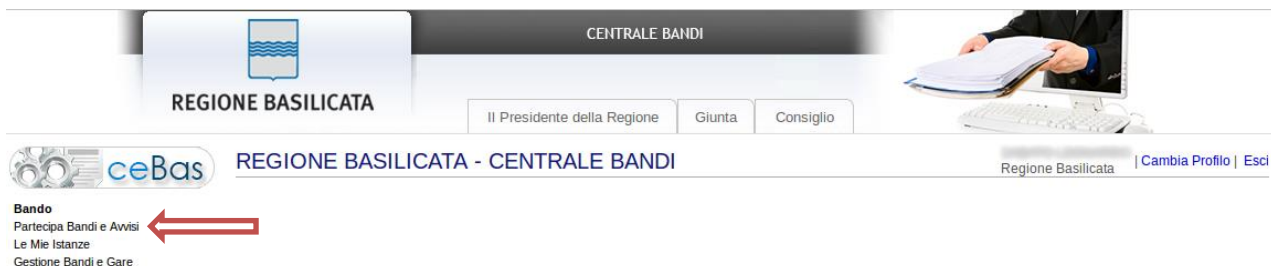 CENTRALE BANDI
REGIONE BASILICATA
Il Presidente della Regione
Giunta
Consiglio
ceBas
REGIONE BASILICATA - CENTRALE BANDI
Regione Basilicata
| Cambia Profilo | Esci
Bando
Partecipa Bandi e Avvisi
Le Mie Istanze
Gestione Bandi e Gare